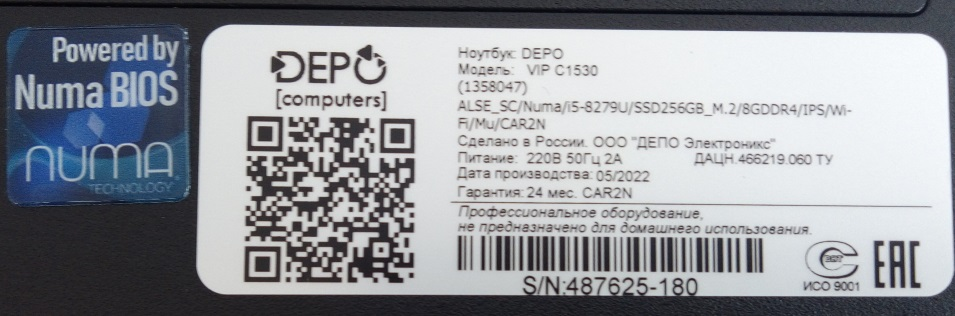 Powered by
Numa BIOS
NUMA
TECHNOLOGY
DEPO
[computers]
Ноутбук: DEPO
Модель: VIP C1530
(1358047)
ALSE_SC/Numa/i5-8279U/SSD256GB_M.2/8GDDR4/IPS/Wi-
Fi/Mu/CAR2N
Сделано в России. ООО "ДЕПО Электроникс"
Питание: 220В 50Гц 2А ДАЦН.466219.060 ТУ
Дата производства: 05/2022
Гарантия: 24 мес. CAR2N
Профессиональное оборудование,
не предназначено для домашнего использования.
S/N:487625-180
ИСО 9001
EAC